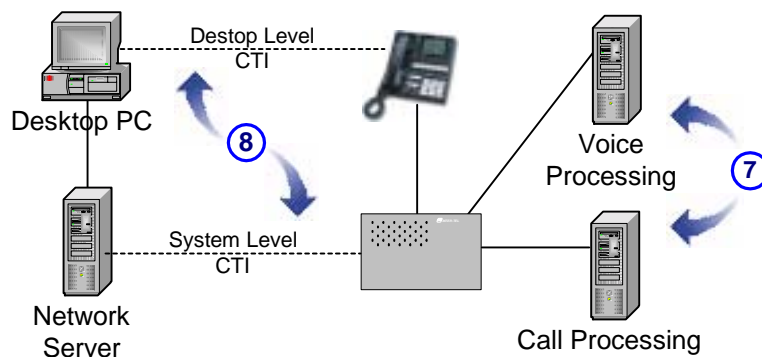 Destop Level
CTI
Desktop PC
8
Voice
Processing
7
System Level
CTI
Network
Server
Call Processing